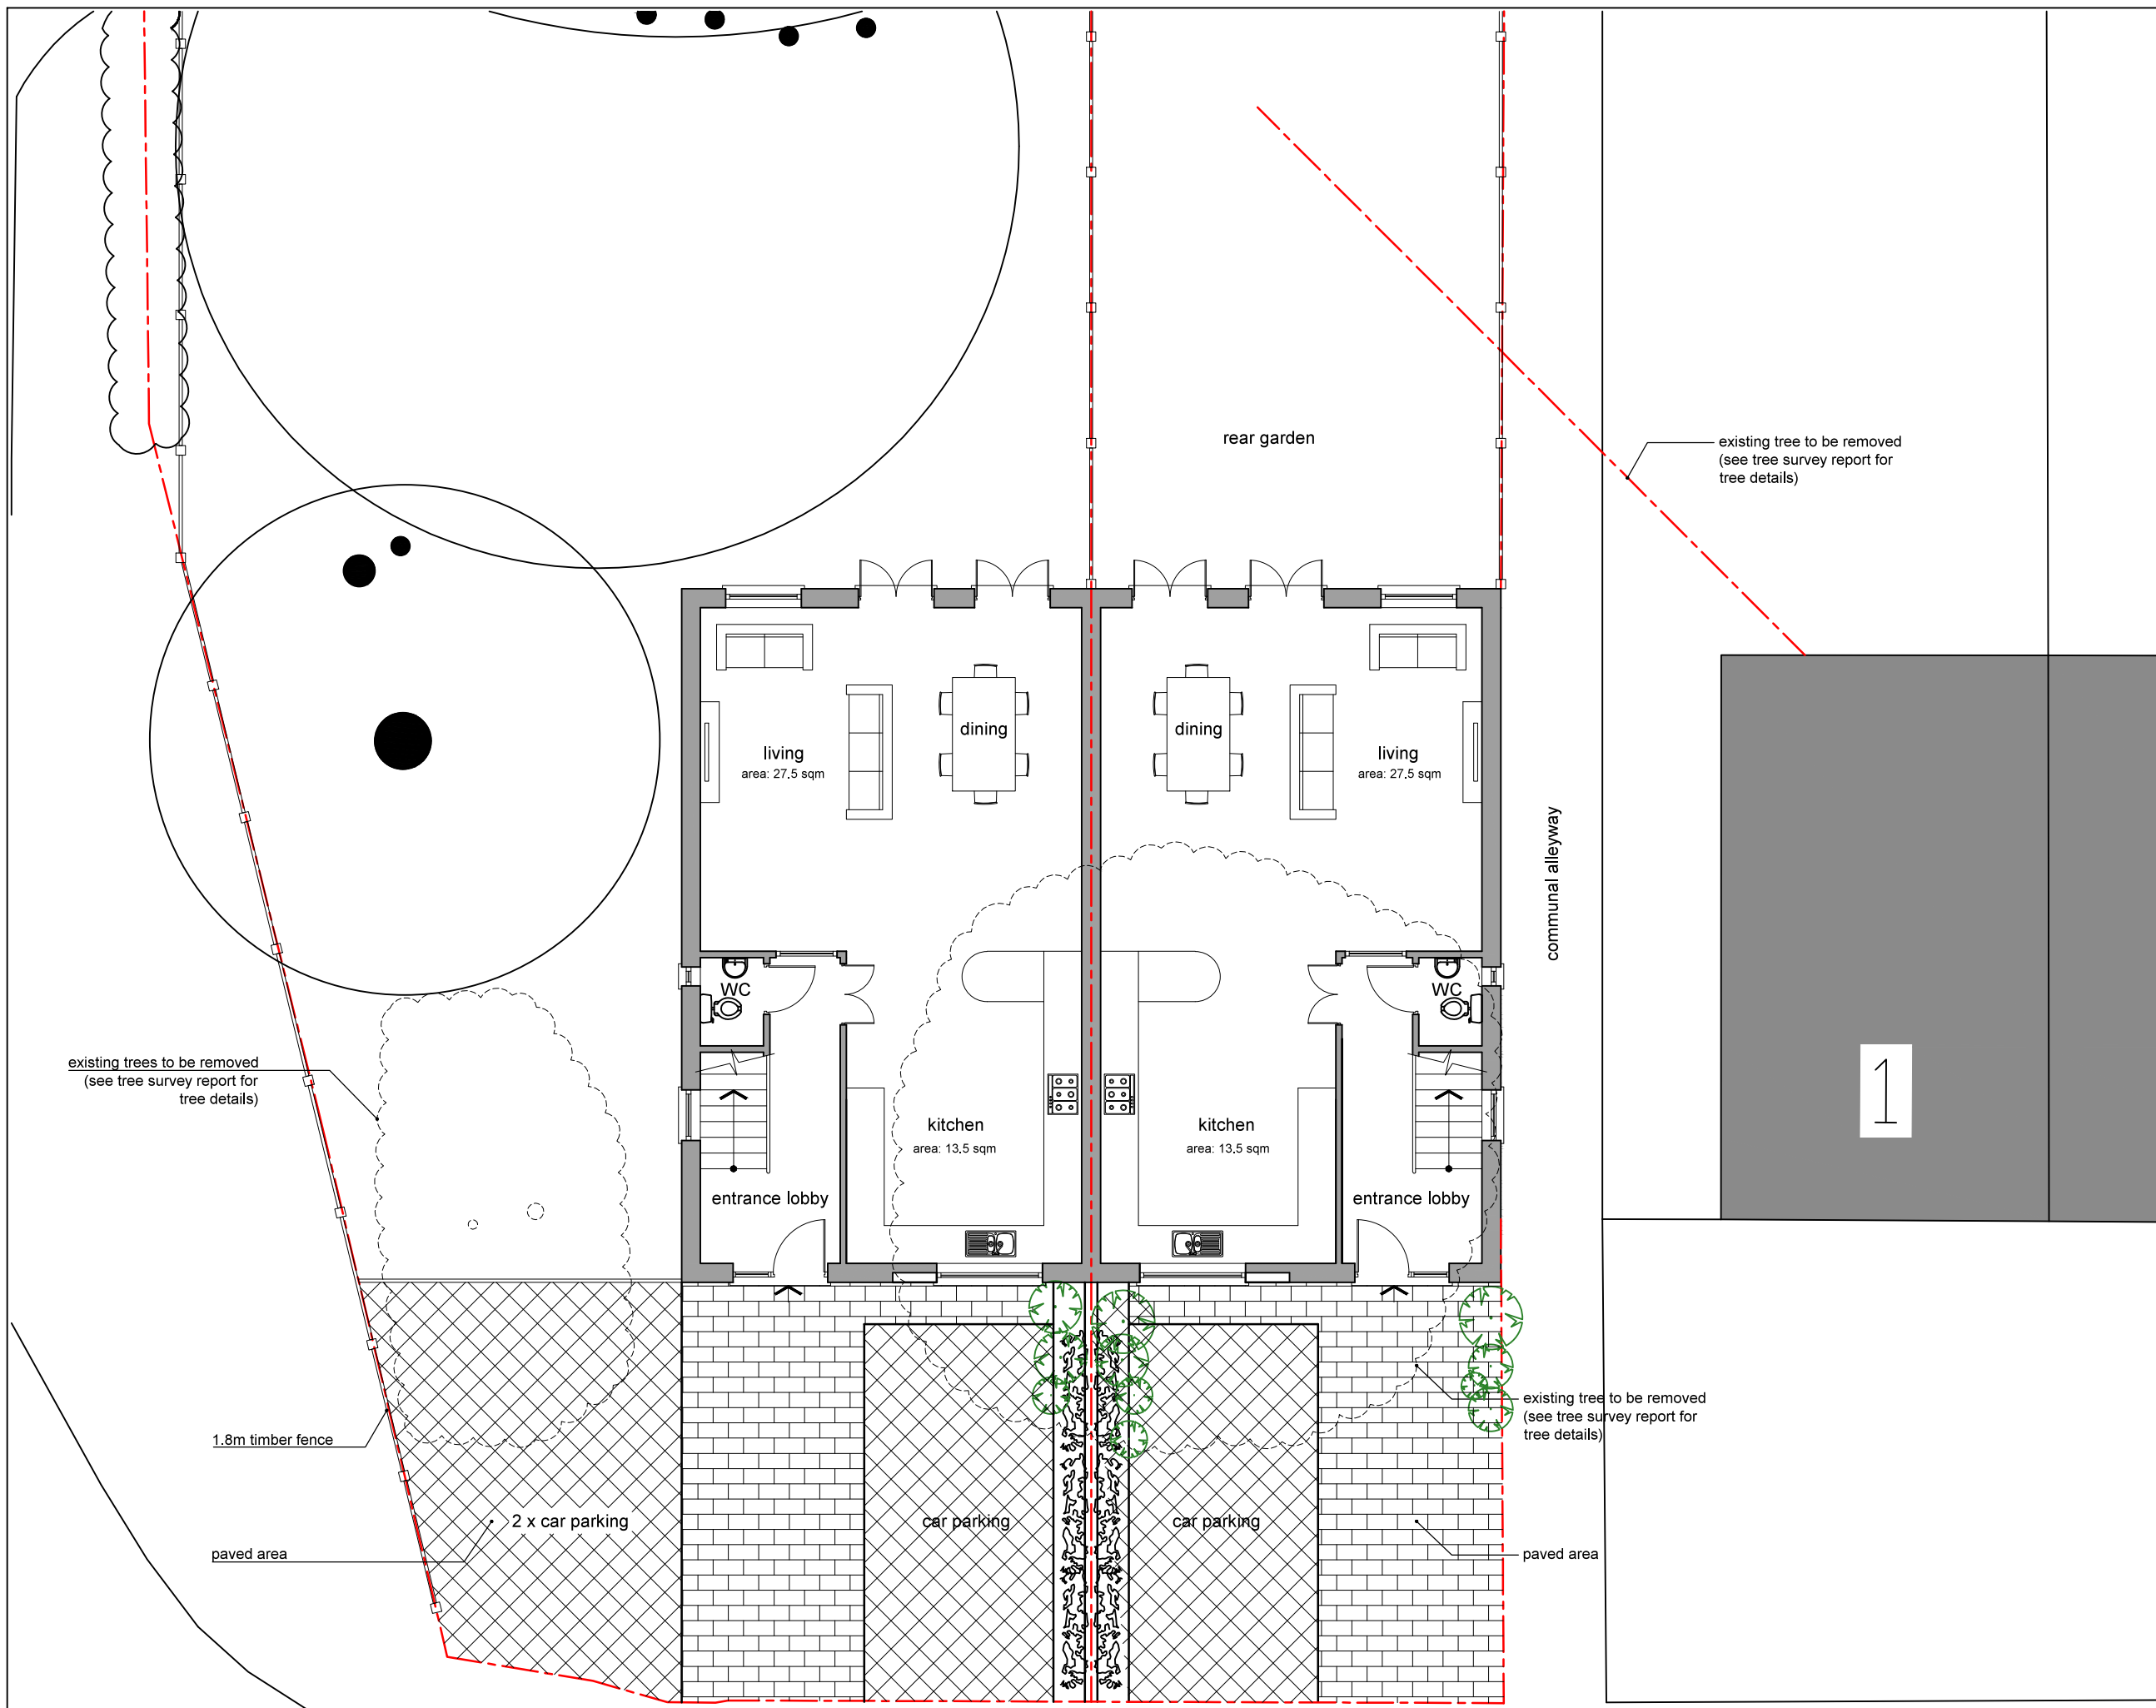 rear garden
existing tree to be removed
(see tree survey report for
tree details)
dining
living
area: 27.5 sqm
dining
living
area: 27.5 sqm
communal alleyway
WC
WC
existing trees to be removed
(see tree survey report for
tree details)
kitchen
area: 13.5 sqm
kitchen
area: 13.5 sqm
1
entrance lobby
entrance lobby
1.8m timber fence
existing tree to be removed
(see tree survey report for
tree details)
2 x car parking
car parking
car parking
paved area
paved area